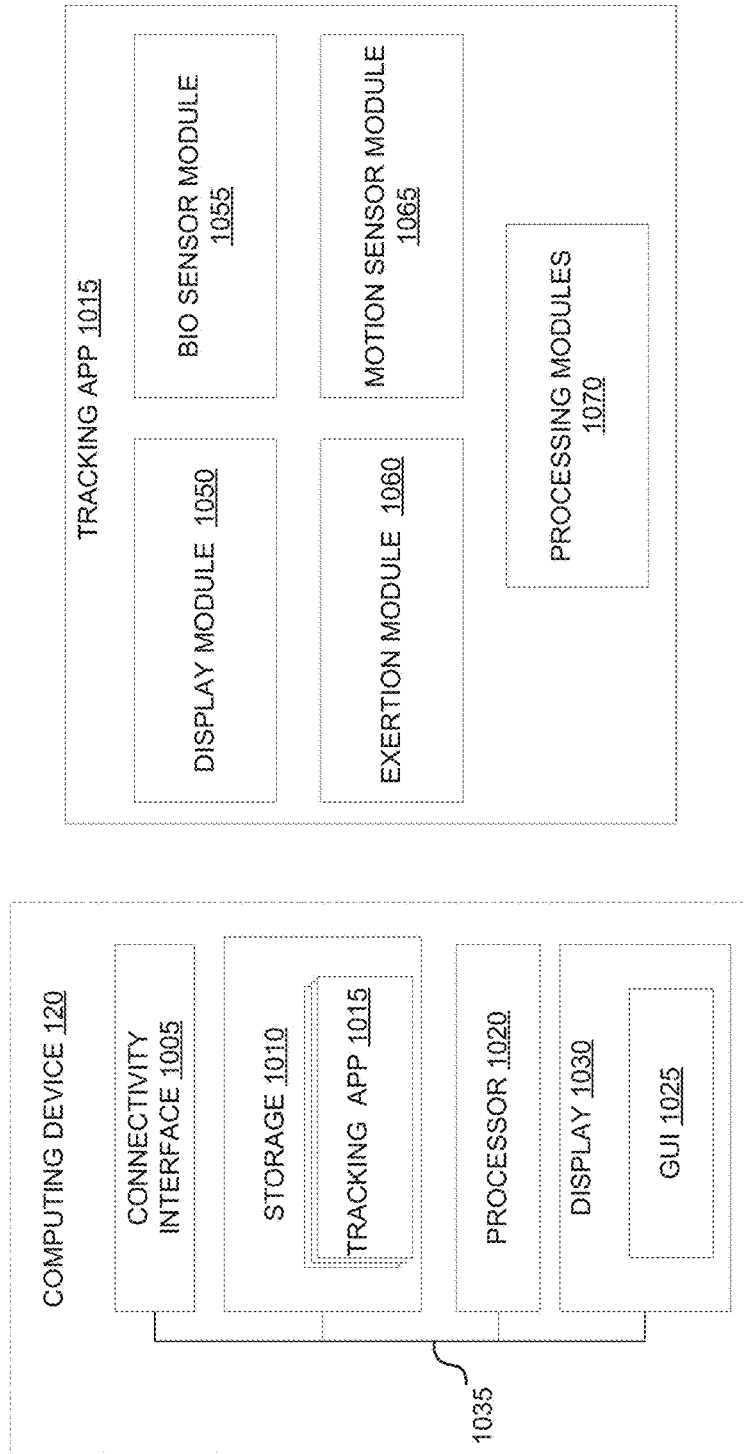 COMPUTING DEVICE 120
CONNECTIVITY
INTERFACE 1005
STORAGE 1010
TRACKING APP 1015
PROCESSOR 1020
DISPLAY 1030
GUI 1025
1035
TRACKING APP 1015
DISPLAY MODULE 1050
BIO SENSOR MODULE
1055
EXERTION MODULE 1060
MOTION SENSOR MODULE
1065
PROCESSING MODULES
1070